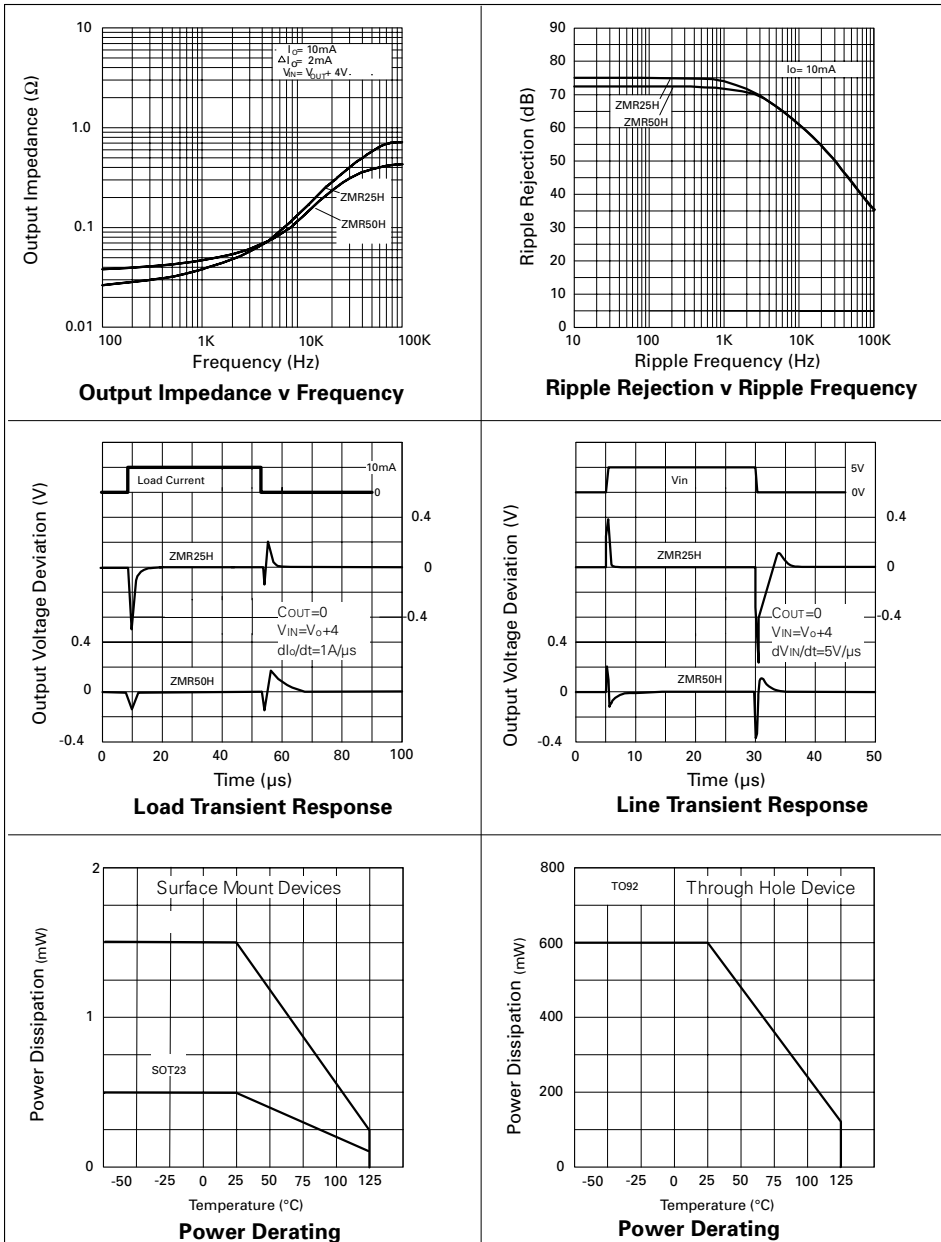 10
1.0
0.1
0.01
Output Impedance (Ω)
IO= 10mA
ΔIO= 2mA
VIN= VOUT+ 4V
ZMR25H
ZMR50H
100 1K 10K 100K
Frequency (Hz)
Output Impedance v Frequency
90
80
70
60
50
40
30
20
10
0
Ripple Rejection (dB)
Io= 10mA
ZMR25H
ZMR50H
10 100 1K 10K 100K
Ripple Frequency (Hz)
Ripple Rejection v Ripple Frequency
Output Voltage Deviation (V)
Load Current
10mA
0
0.4
ZMR25H
0
-0.4
COUT=0
VIN=Vo+4
dIo/dt=1A/µs
0.4
ZMR50H
0
-0.4
0 20 40 60 80 100
Time (µs)
Load Transient Response
Output Voltage Deviation (V)
Vin
5V
0V
0.4
ZMR25H
0
-0.4
COUT=0
VIN=Vo+4
dVIN/dt=5V/µs
0.4
ZMR50H
0
-0.4
0 10 20 30 40 50
Time (µs)
Line Transient Response
2
1
0
Power Dissipation (mW)
Surface Mount Devices
SOT23
-50 -25 0 25 50 75 100 125
Temperature (°C)
Power Derating
800
600
400
200
0
Power Dissipation (mW)
TO92
Through Hole Device
-50 -25 0 25 50 75 100 125
Temperature (°C)
Power Derating